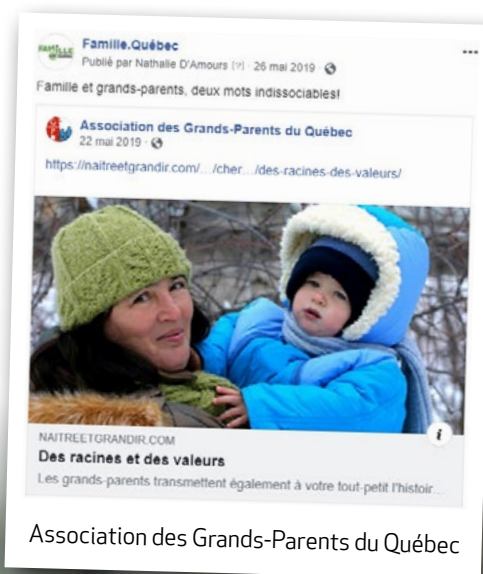 FAMILLE
Famille.Québec
Publié par Nathalie D'Amours [?] · 26 mai 2019 ·
Famille et grands-parents, deux mots indissociables!
Association des Grands-Parents du Québec
22 mai 2019 ·
https://naitreetgrandir.com/.../cher.../des-racines-des-valeurs/
i
NAITREETGRANDIR.COM
Des racines et des valeurs
Les grands-parents transmettent également à votre tout-petit l'histoir...
Association des Grands-Parents du Québec